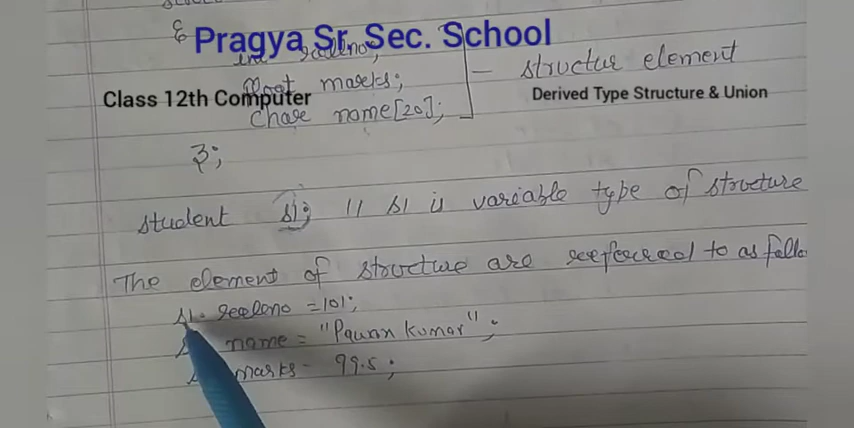 {
Pragya Sr. Sec. School
int rollno;
float marks; - structur element
Class 12th Computer Derived Type Structure & Union
char name[20];
};
student s1; // s1 is variable type of structure
The element of structure are referred to as follo
s1. rollno = 101;
name = "Pawan Kumar";
marks - 99.5;